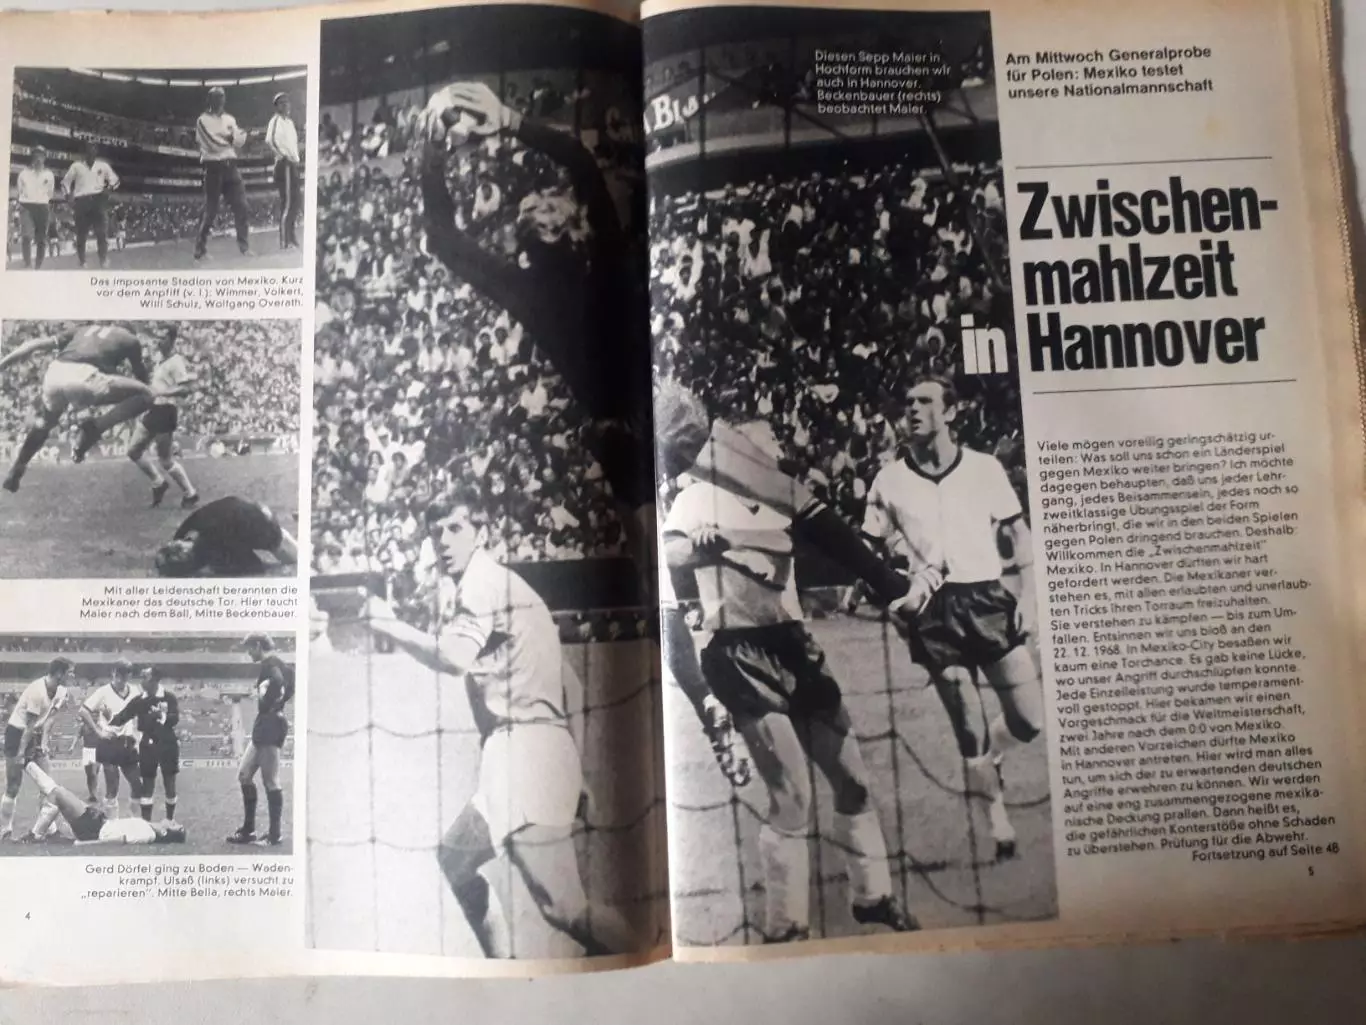 Das imposante Stadion von Mexiko. Kurz
vor dem Anpfiff (v. l.): Wimmer, Volkert,
Willi Schulz, Wolfgang Overath.
Mit aller Leidenschaft berannten die
Mexikaner das deutsche Tor. Hier taucht
Maier nach dem Ball, Mitte Beckenbauer.
Gerd Dörfel ging zu Boden — Waden-
krampf. Ulsaß (links) versucht zu
„reparieren”. Mitte Bella, rechts Maier.
4
Diesen Sepp Maier in
Hochform brauchen wir
auch in Hannover.
Beckenbauer (rechts)
beobachtet Maier.
Am Mittwoch Generalprobe
für Polen: Mexiko testet
unsere Nationalmannschaft
Zwischen-
mahlzeit
in Hannover
Viele mögen voreilig geringschätzig ur-
teilen: Was soll uns schon ein Länderspiel
gegen Mexiko weiter bringen? Ich möchte
dagegen behaupten, daß uns jeder Lehr-
gang, jedes Beisammensein, jedes noch so
zweitklassige Übungsspiel der Form
näherbringt, die wir in den beiden Spielen
gegen Polen dringend brauchen. Deshalb:
Willkommen die „Zwischenmahlzeit”
Mexiko. In Hannover dürften wir hart
gefordert werden. Die Mexikaner ver-
stehen es, mit allen erlaubten und unerlaub-
ten Tricks ihren Torraum freizuhalten.
Sie verstehen zu kämpfen — bis zum Um-
fallen. Entsinnen wir uns bloß an den
22. 12. 1968. In Mexiko-City besaßen wir
kaum eine Torchance. Es gab keine Lücke,
wo unser Angriff durchschlüpfen konnte.
Jede Einzelleistung wurde temperament-
voll gestoppt. Hier bekamen wir einen
Vorgeschmack für die Weltmeisterschaft,
zwei Jahre nach dem 0:0 von Mexiko.
Mit anderen Vorzeichen dürfte Mexiko
in Hannover antreten. Hier wird man alles
tun, um sich der zu erwartenden deutschen
Angriffe erwehren zu können. Wir werden
auf eine eng zusammengezogene mexika-
nische Deckung prallen. Dann heißt es,
die gefährlichen Konterstöße ohne Schaden
zu überstehen. Prüfung für die Abwehr.
Fortsetzung auf Seite 48
5